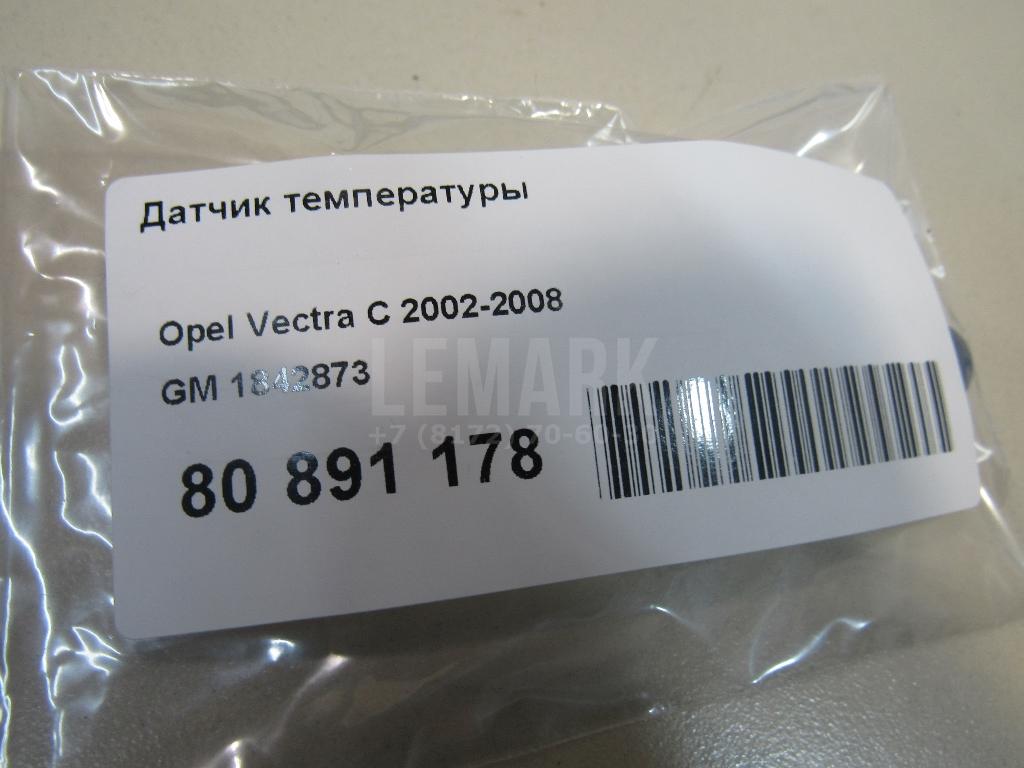 Датчик температуры
Opel Vectra C 2002-2008
GM 1842873
LEMARK
80 891 178